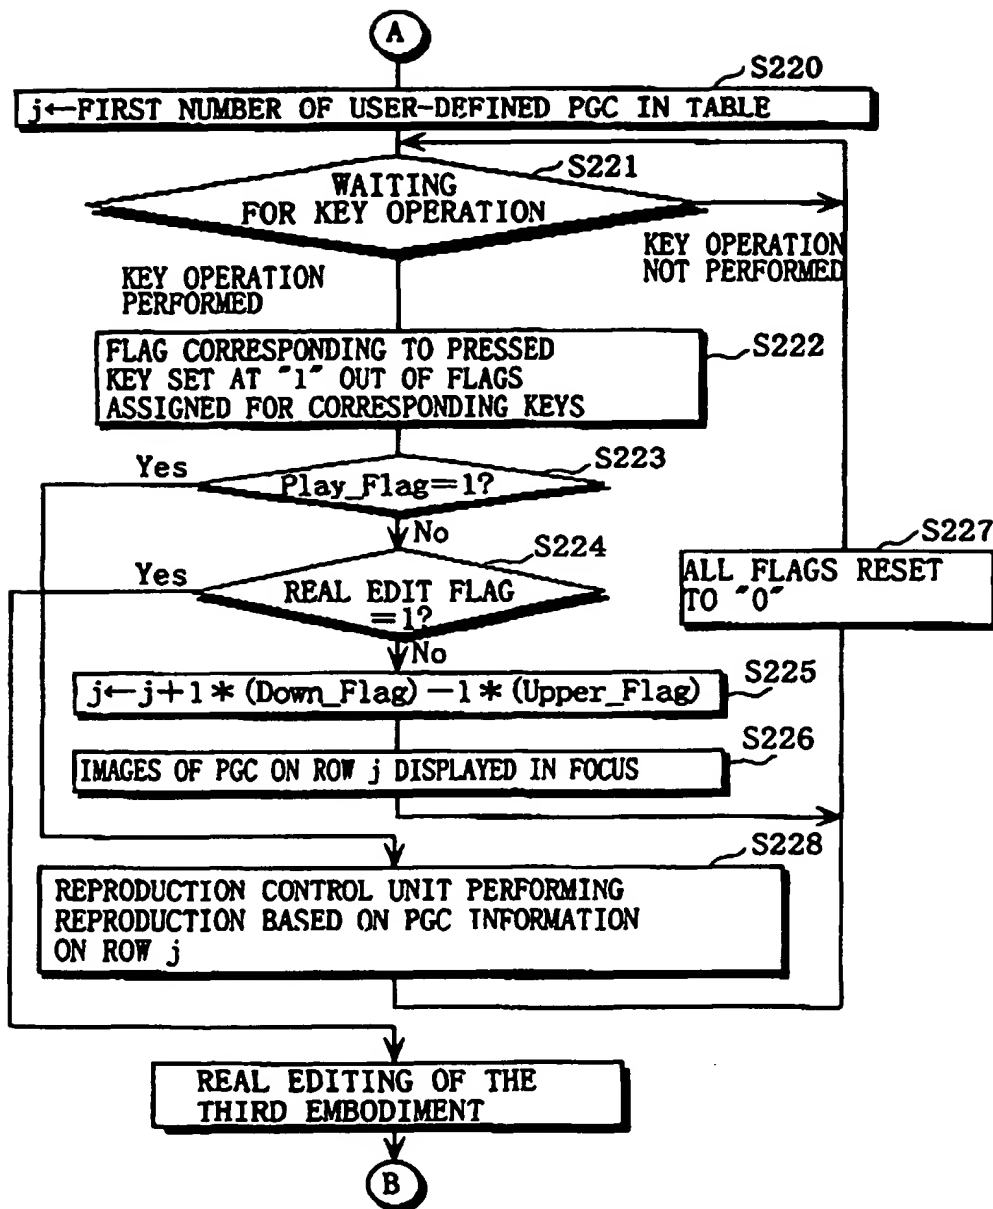 A
S220
j←FIRST NUMBER OF USER-DEFINED PGC IN TABLE
S221
WAITING
FOR KEY OPERATION
KEY OPERATION
NOT PERFORMED
KEY OPERATION
PERFORMED
S222
FLAG CORRESPONDING TO PRESSED
KEY SET AT "1" OUT OF FLAGS
ASSIGNED FOR CORRESPONDING KEYS
S223
Yes
Play_Flag=1?
No
S224
Yes
REAL EDIT FLAG
=1?
No
S227
ALL FLAGS RESET
TO "0"
S225
j←j+1*(Down_Flag)-1*(Upper_Flag)
S226
IMAGES OF PGC ON ROW j DISPLAYED IN FOCUS
S228
REPRODUCTION CONTROL UNIT PERFORMING
REPRODUCTION BASED ON PGC INFORMATION
ON ROW j
REAL EDITING OF THE
THIRD EMBODIMENT
B